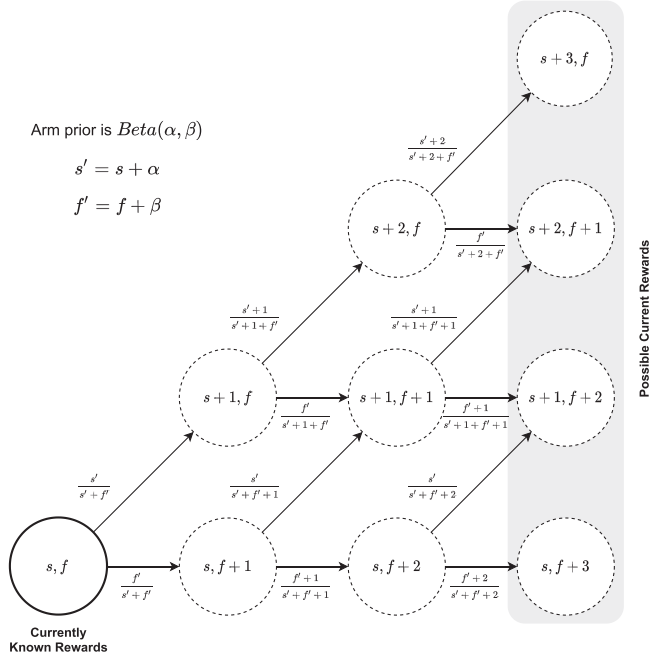 s + 3, f
Arm prior is Beta(α, β)
s′ = s + α
f′ = f + β
s′+2 / s′+2+f′
s + 2, f
s + 2, f + 1
f′ / s′+2+f′
s′+1 / s′+1+f′
s′+1 / s′+1+f′+1
Possible Current Rewards
s + 1, f
s + 1, f + 1
s + 1, f + 2
f′ / s′+1+f′
f′+1 / s′+1+f′+1
s′ / s′+f′
s′ / s′+f′+1
s′ / s′+f′+2
s, f
s, f + 1
s, f + 2
s, f + 3
f′ / s′+f′
f′+1 / s′+f′+1
f′+2 / s′+f′+2
Currently
Known Rewards